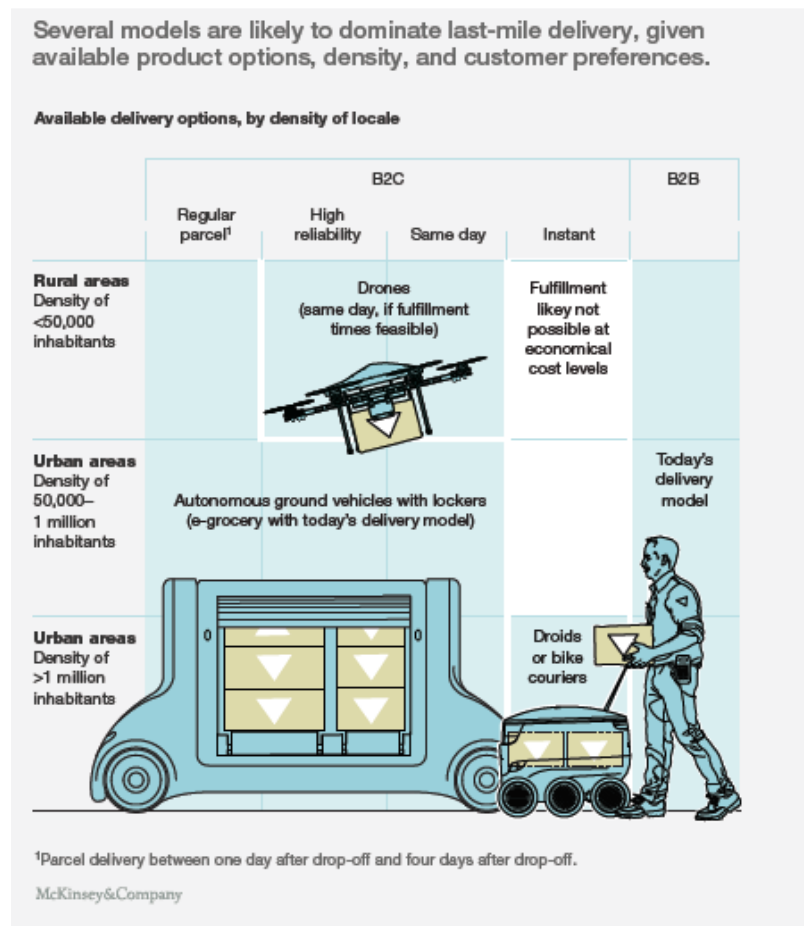 Several models are likely to dominate last-mile delivery, given
available product options, density, and customer preferences.
Available delivery options, by density of locale
B2C
B2B
Regular
parcel¹
High
reliability
Same day
Instant
Rural areas
Density of
<50,000
inhabitants
Drones
(same day, if fulfillment
times feasible)
Fulfillment
likey not
possible at
economical
cost levels
Urban areas
Density of
50,000–
1 million
inhabitants
Autonomous ground vehicles with lockers
(e-grocery with today's delivery model)
Today's
delivery
model
Urban areas
Density of
>1 million
inhabitants
Droids
or bike
couriers
¹Parcel delivery between one day after drop-off and four days after drop-off.
McKinsey&Company